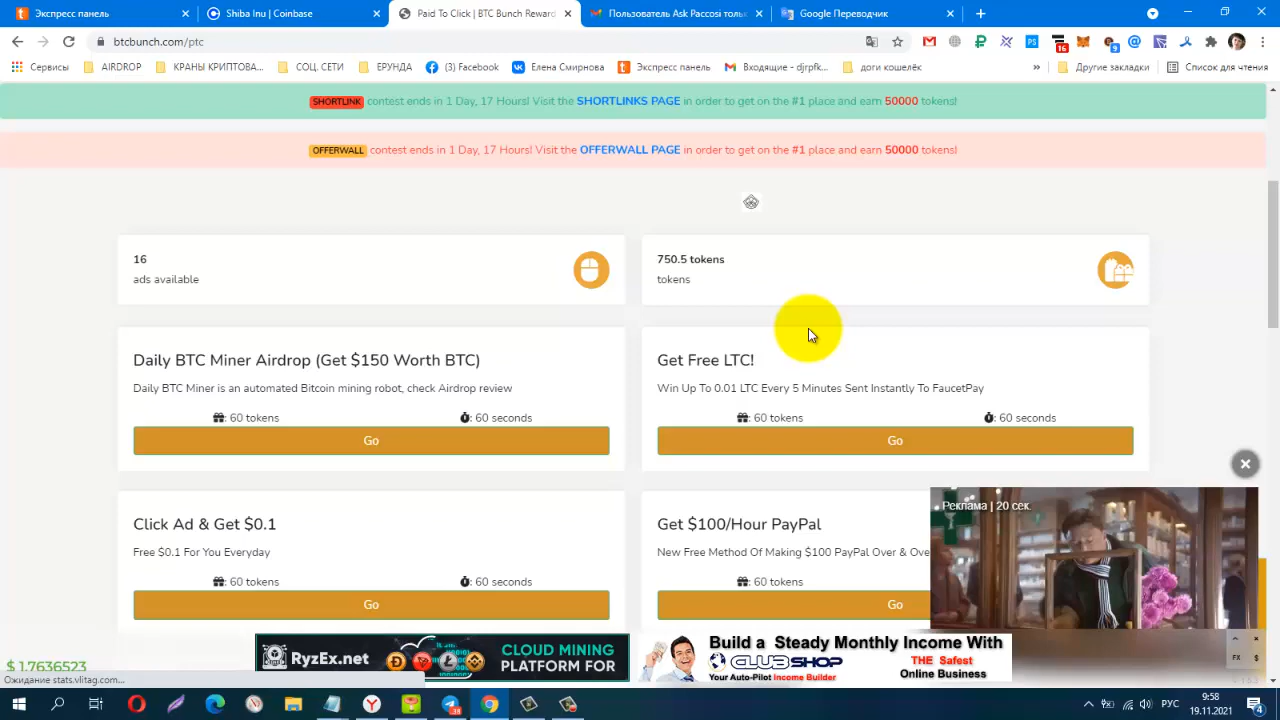 Экспресс панель
Shiba Inu | Coinbase
Paid To Click | BTC Bunch Rewar
Пользователь Ask Paccosi тольк
Google Переводчик
btcbunch.com/ptc
Сервисы
AIRDROP
КРАНЫ КРИПТОВА...
СОЦ. СЕТИ
ЕРУНДА
(3) Facebook
Елена Смирнова
Экспресс панель
Входящие - djrpfk...
доги кошелёк
»
Другие закладки
Список для чтения
SHORTLINK contest ends in 1 Day, 17 Hours! Visit the SHORTLINKS PAGE in order to get on the #1 place and earn 50000 tokens!
OFFERWALL contest ends in 1 Day, 17 Hours! Visit the OFFERWALL PAGE in order to get on the #1 place and earn 50000 tokens!
16
ads available
750.5 tokens
tokens
Daily BTC Miner Airdrop (Get $150 Worth BTC)
Daily BTC Miner is an automated Bitcoin mining robot, check Airdrop review
: 60 tokens
: 60 seconds
Go
Get Free LTC!
Win Up To 0.01 LTC Every 5 Minutes Sent Instantly To FaucetPay
: 60 tokens
: 60 seconds
Go
Click Ad & Get $0.1
Free $0.1 For You Everyday
: 60 tokens
: 60 seconds
Go
Get $100/Hour PayPal
New Free Method Of Making $100 PayPal Over & Ove
: 60 tokens
Go
Реклама | 20 сек.
RyzEx.net
CLOUD MINING
PLATFORM FOR
Build a Steady Monthly Income With
CLUBSHOP
Your Auto-Pilot Income Builder
THE Safest
Online Business
FX $
$ 1.7636523
Ожидание stats.vlitag.com...
РУС
9:58
19.11.2021